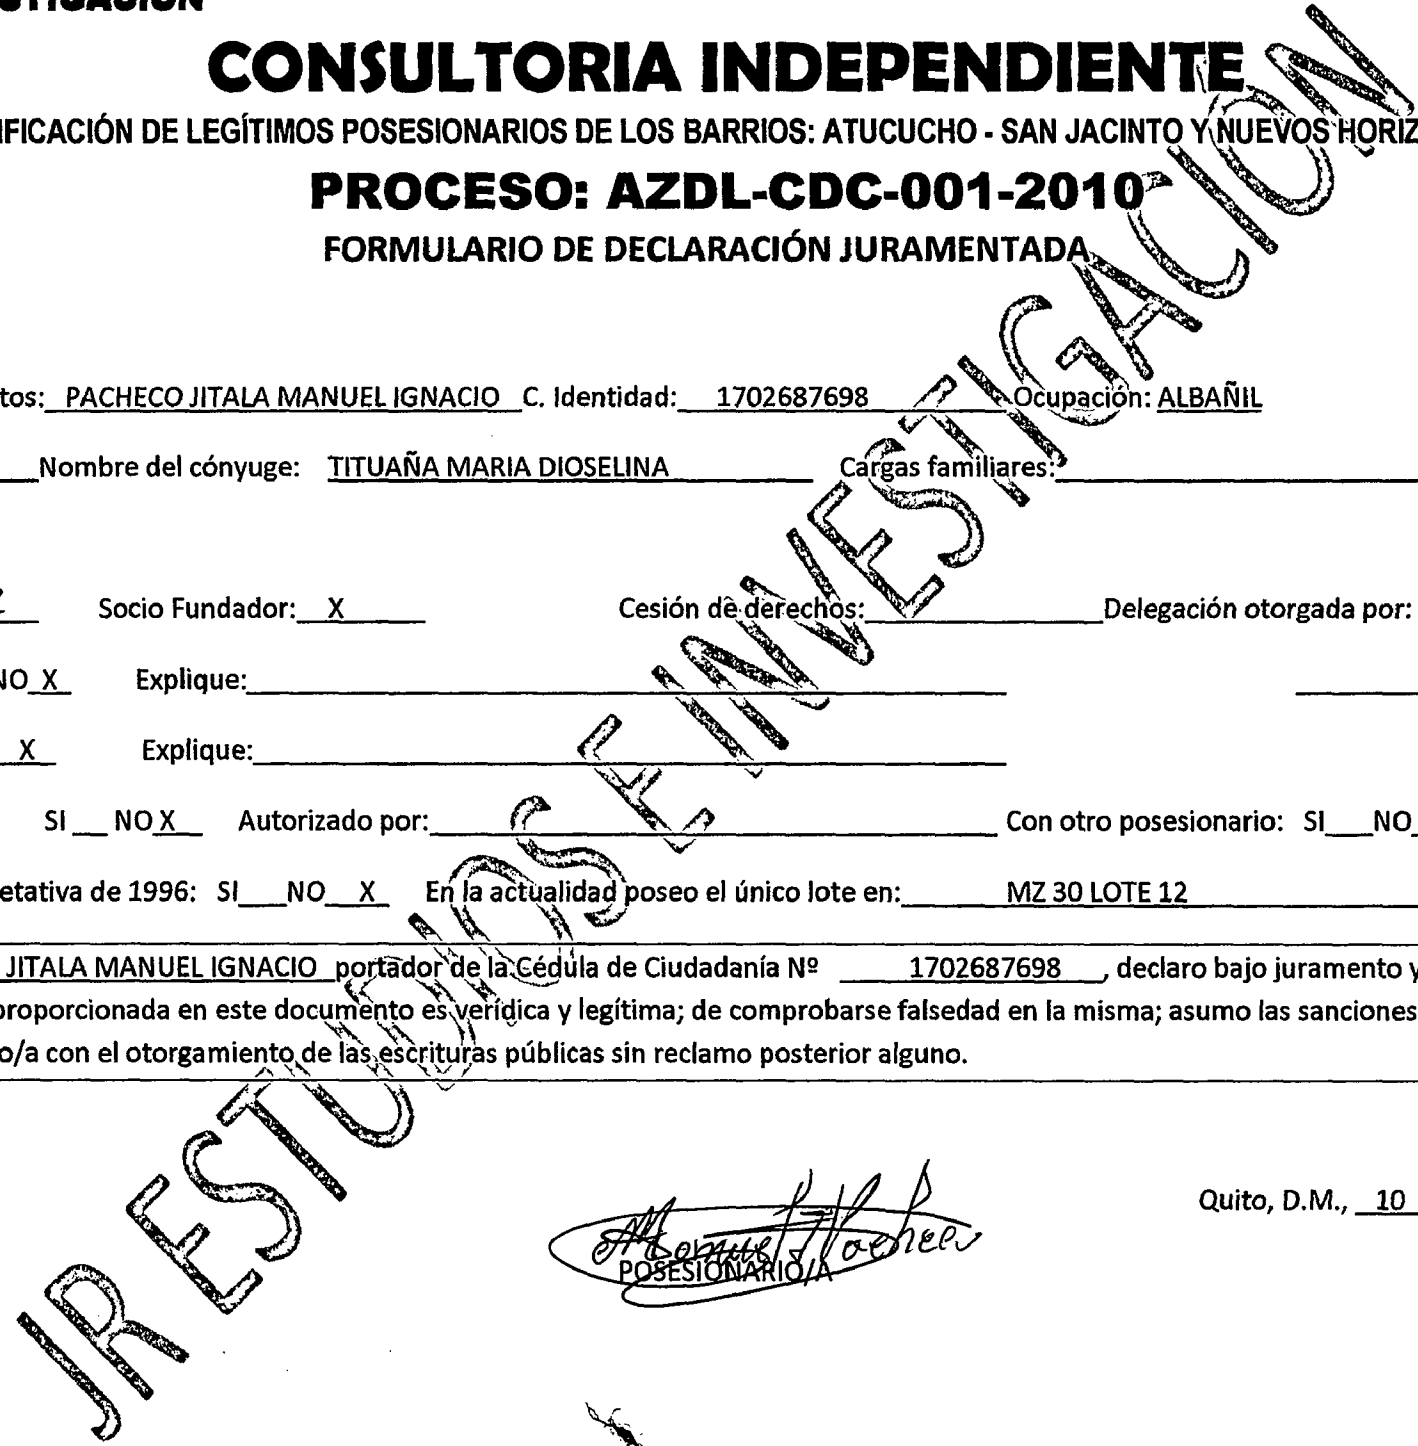 CONSULTORIA INDEPENDIENTE
IFICACIÓN DE LEGÍTIMOS POSESIONARIOS DE LOS BARRIOS: ATUCUCHO - SAN JACINTO Y NUEVOS HORIZ
PROCESO: AZDL-CDC-001-2010
FORMULARIO DE DECLARACIÓN JURAMENTADA
tos: PACHECO JITALA MANUEL IGNACIO C. Identidad: 1702687698 Ocupación: ALBAÑIL
Nombre del cónyuge: TITUAÑA MARIA DIOSELINA Cargas familiares:
Socio Fundador: X Cesión de derechos: Delegación otorgada por:
NO X Explique:
X Explique:
SI NO X Autorizado por: Con otro posesionario: SI NO
etativa de 1996: SI NO X En la actualidad poseo el único lote en: MZ 30 LOTE 12
JITALA MANUEL IGNACIO portador de la Cédula de Ciudadanía Nº 1702687698 , declaro bajo juramento y
proporcionada en este documento es verídica y legítima; de comprobarse falsedad en la misma; asumo las sanciones
o/a con el otorgamiento de las escrituras públicas sin reclamo posterior alguno.
Quito, D.M., 10
Manuel I Pacheco
POSESIONARIO/A
JR ESTUDIOS E INVESTIGACION